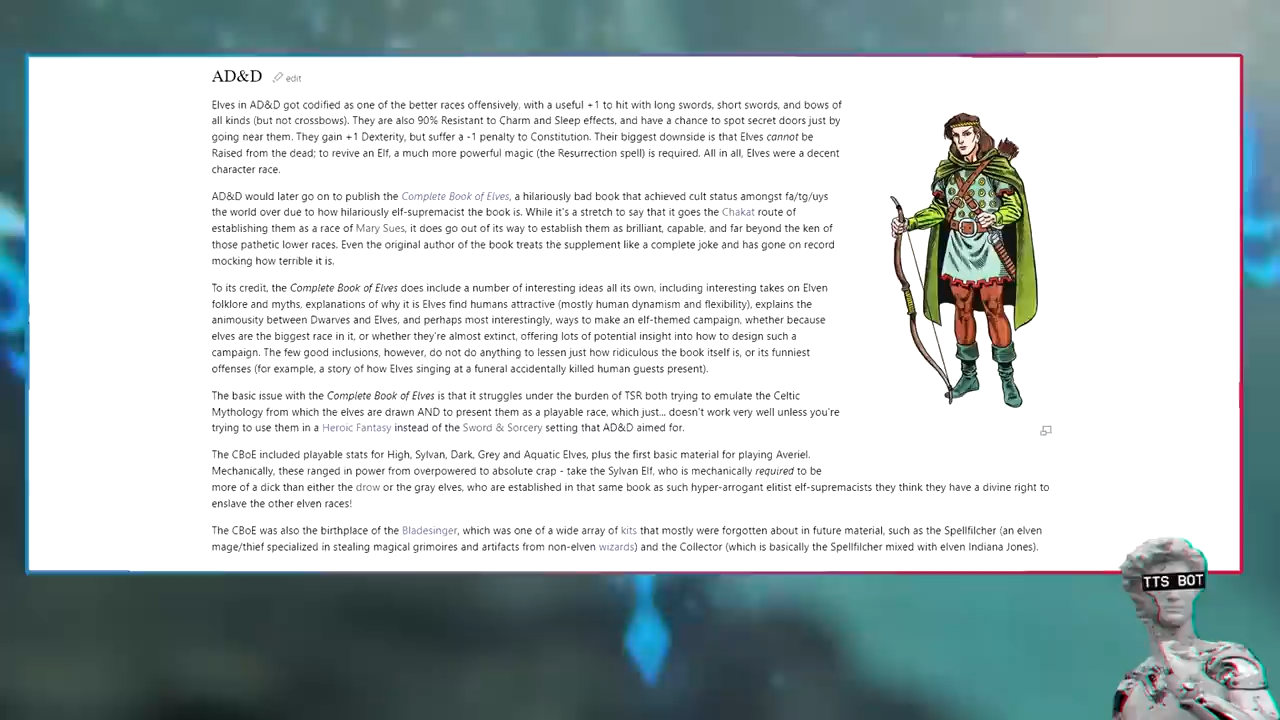 AD&D edit
Elves in AD&D got codified as one of the better races offensively, with a useful +1 to hit with long swords, short swords, and bows of
all kinds (but not crossbows). They are also 90% Resistant to Charm and Sleep effects, and have a chance to spot secret doors just by
going near them. They gain +1 Dexterity, but suffer a -1 penalty to Constitution. Their biggest downside is that Elves cannot be
Raised from the dead; to revive an Elf, a much more powerful magic (the Resurrection spell) is required. All in all, Elves were a decent
character race.
AD&D would later go on to publish the Complete Book of Elves, a hilariously bad book that achieved cult status amongst fa/tg/uys
the world over due to how hilariously elf-supremacist the book is. While it's a stretch to say that it goes the Chakat route of
establishing them as a race of Mary Sues, it does go out of its way to establish them as brilliant, capable, and far beyond the ken of
those pathetic lower races. Even the original author of the book treats the supplement like a complete joke and has gone on record
mocking how terrible it is.
To its credit, the Complete Book of Elves does include a number of interesting ideas all its own, including interesting takes on Elven
folklore and myths, explanations of why it is Elves find humans attractive (mostly human dynamism and flexibility), explains the
animousity between Dwarves and Elves, and perhaps most interestingly, ways to make an elf-themed campaign, whether because
elves are the biggest race in it, or whether they're almost extinct, offering lots of potential insight into how to design such a
campaign. The few good inclusions, however, do not do anything to lessen just how ridiculous the book itself is, or its funniest
offenses (for example, a story of how Elves singing at a funeral accidentally killed human guests present).
The basic issue with the Complete Book of Elves is that it struggles under the burden of TSR both trying to emulate the Celtic
Mythology from which the elves are drawn AND to present them as a playable race, which just... doesn't work very well unless you're
trying to use them in a Heroic Fantasy instead of the Sword & Sorcery setting that AD&D aimed for.
The CBoE included playable stats for High, Sylvan, Dark, Grey and Aquatic Elves, plus the first basic material for playing Averiel.
Mechanically, these ranged in power from overpowered to absolute crap - take the Sylvan Elf, who is mechanically required to be
more of a dick than either the drow or the gray elves, who are established in that same book as such hyper-arrogant elitist elf-supremacists they think they have a divine right to
enslave the other elven races!
The CBoE was also the birthplace of the Bladesinger, which was one of a wide array of kits that mostly were forgotten about in future material, such as the Spellfilcher (an elven
mage/thief specialized in stealing magical grimoires and artifacts from non-elven wizards) and the Collector (which is basically the Spellfilcher mixed with elven Indiana Jones).
TTS BOT